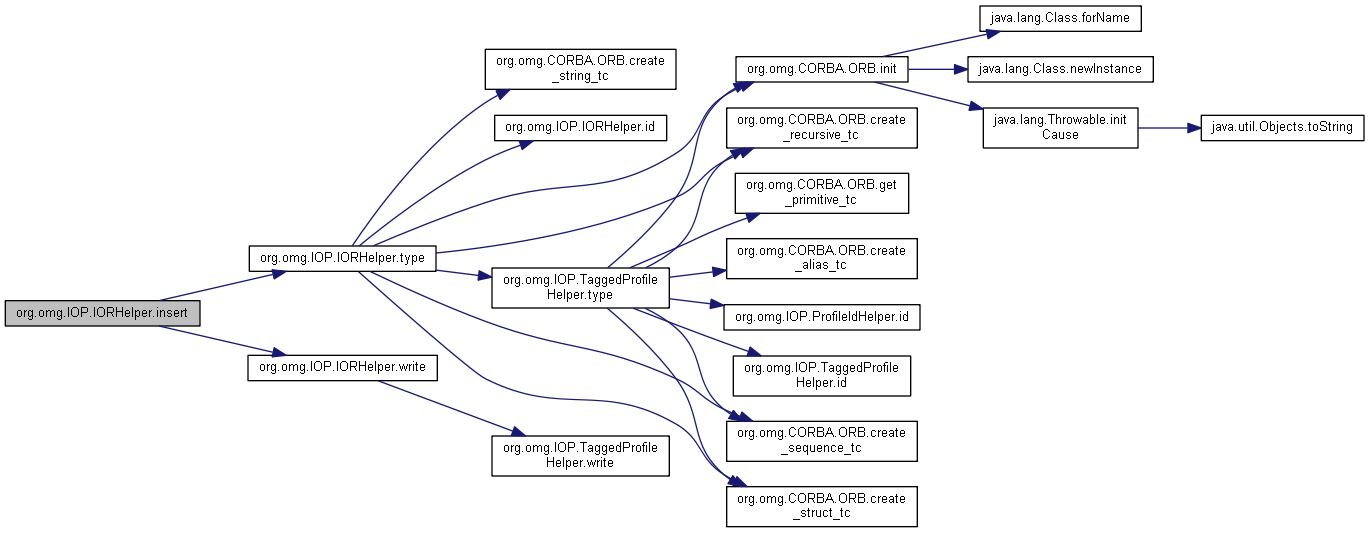 java.lang.Class.forName
org.omg.CORBA.ORB.create
_string_tc
org.omg.CORBA.ORB.init
java.lang.Class.newInstance
org.omg.IOP.IORHelper.id
org.omg.CORBA.ORB.create
_recursive_tc
java.lang.Throwable.init
Cause
java.util.Objects.toString
org.omg.CORBA.ORB.get
_primitive_tc
org.omg.IOP.IORHelper.type
org.omg.CORBA.ORB.create
_alias_tc
org.omg.IOP.TaggedProfile
Helper.type
org.omg.IOP.IORHelper.insert
org.omg.IOP.ProfileIdHelper.id
org.omg.IOP.IORHelper.write
org.omg.IOP.TaggedProfile
Helper.id
org.omg.CORBA.ORB.create
_sequence_tc
org.omg.IOP.TaggedProfile
Helper.write
org.omg.CORBA.ORB.create
_struct_tc